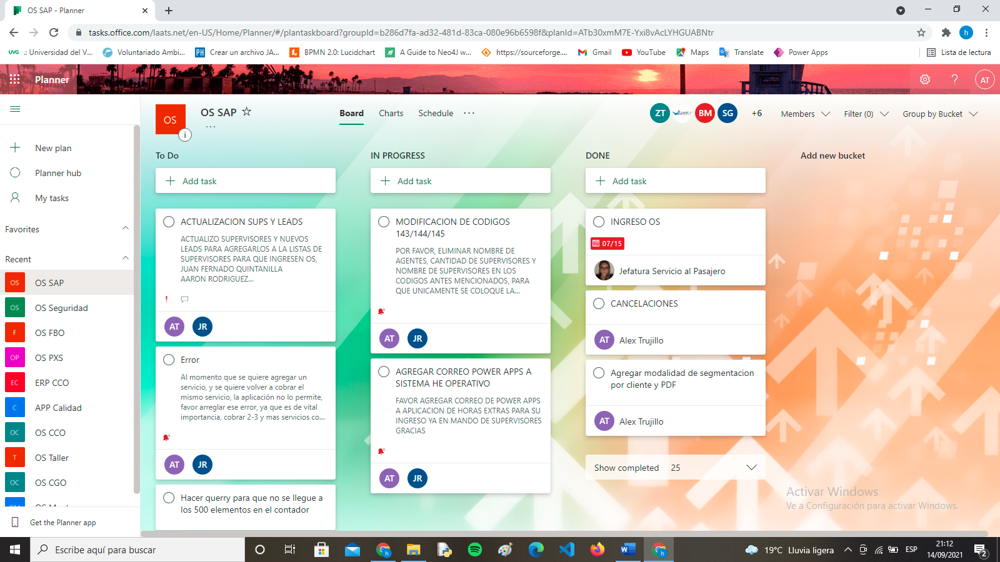 OS SAP - Planner
tasks.office.com/laats.net/en-US/Home/Planner/#/plantaskboard?groupId=b286d7fa-ad32-481d-83ca-080e96b6598f&planId=ATb30xmM7E-Yxi8vAcLYHGUABNtr
h
UVG .: Universidad del V...
Voluntariado Ambi...
PH Crear un archivo JA...
BPMN 2.0: Lucidchart
A Guide to Neo4J w...
https://sourceforge....
Gmail
YouTube
Maps
Translate
Power Apps
Lista de lectura
Planner
? AT
OS
i
OS SAP
...
Board
Charts
Schedule
...
ZT
BM
SG
+6
Members
Filter (0)
Group by Bucket
New plan
Planner hub
My tasks
Favorites
Recent
OS OS SAP
OS OS Seguridad
F OS FBO
OP OS PXS
EC ERP CCO
C APP Calidad
OC OS CCO
T OS Taller
OC OS CGO
Get the Planner app
To Do
Add task
ACTUALIZACION SUPS Y LEADS
ACTUALIZO SUPERVISORES Y NUEVOS
LEADS PARA AGREGARLOS A LA LISTAS DE
SUPERVISORES PARA QUE INGRESEN OS,
JUAN FERNADO QUINTANILLA
AARON RODRIGUEZ...
!
AT JR
Error
Al momento que se quiere agregar un
servicio, y se quiere volver a cobrar el
mismo servicio, la aplicación no lo permite,
favor arreglar ese error, ya que es de vital
importancia, cobrar 2-3 y mas servicios co...
AT JR
Hacer querry para que no se llegue a
los 500 elementos en el contador
IN PROGRESS
Add task
MODIFICACION DE CODIGOS
143/144/145
POR FAVOR, ELIMINAR NOMBRE DE
AGENTES, CANTIDAD DE SUPERVISORES Y
NOMBRE DE SUPERVISORES EN LOS
CODIGOS ANTES MENCIONADOS, PARA
QUE UNICAMENTE SE COLOQUE LA...
AT JR
AGREGAR CORREO POWER APPS A
SISTEMA HE OPERATIVO
FAVOR AGREGAR CORREO DE POWER APPS
A APLICACION DE HORAS EXTRAS PARA SU
INGRESO YA EN MANDO DE SUPERVISORES
GRACIAS
AT JR
DONE
Add task
INGRESO OS
07/15
Jefatura Servicio al Pasajero
CANCELACIONES
AT Alex Trujillo
Agregar modalidad de segmentacion
por cliente y PDF
AT Alex Trujillo
Show completed 25
Add new bucket
Activar Windows
Ve a Configuración para activar Windows.
Escribe aquí para buscar
19°C Lluvia ligera
ESP
21:12
14/09/2021
2